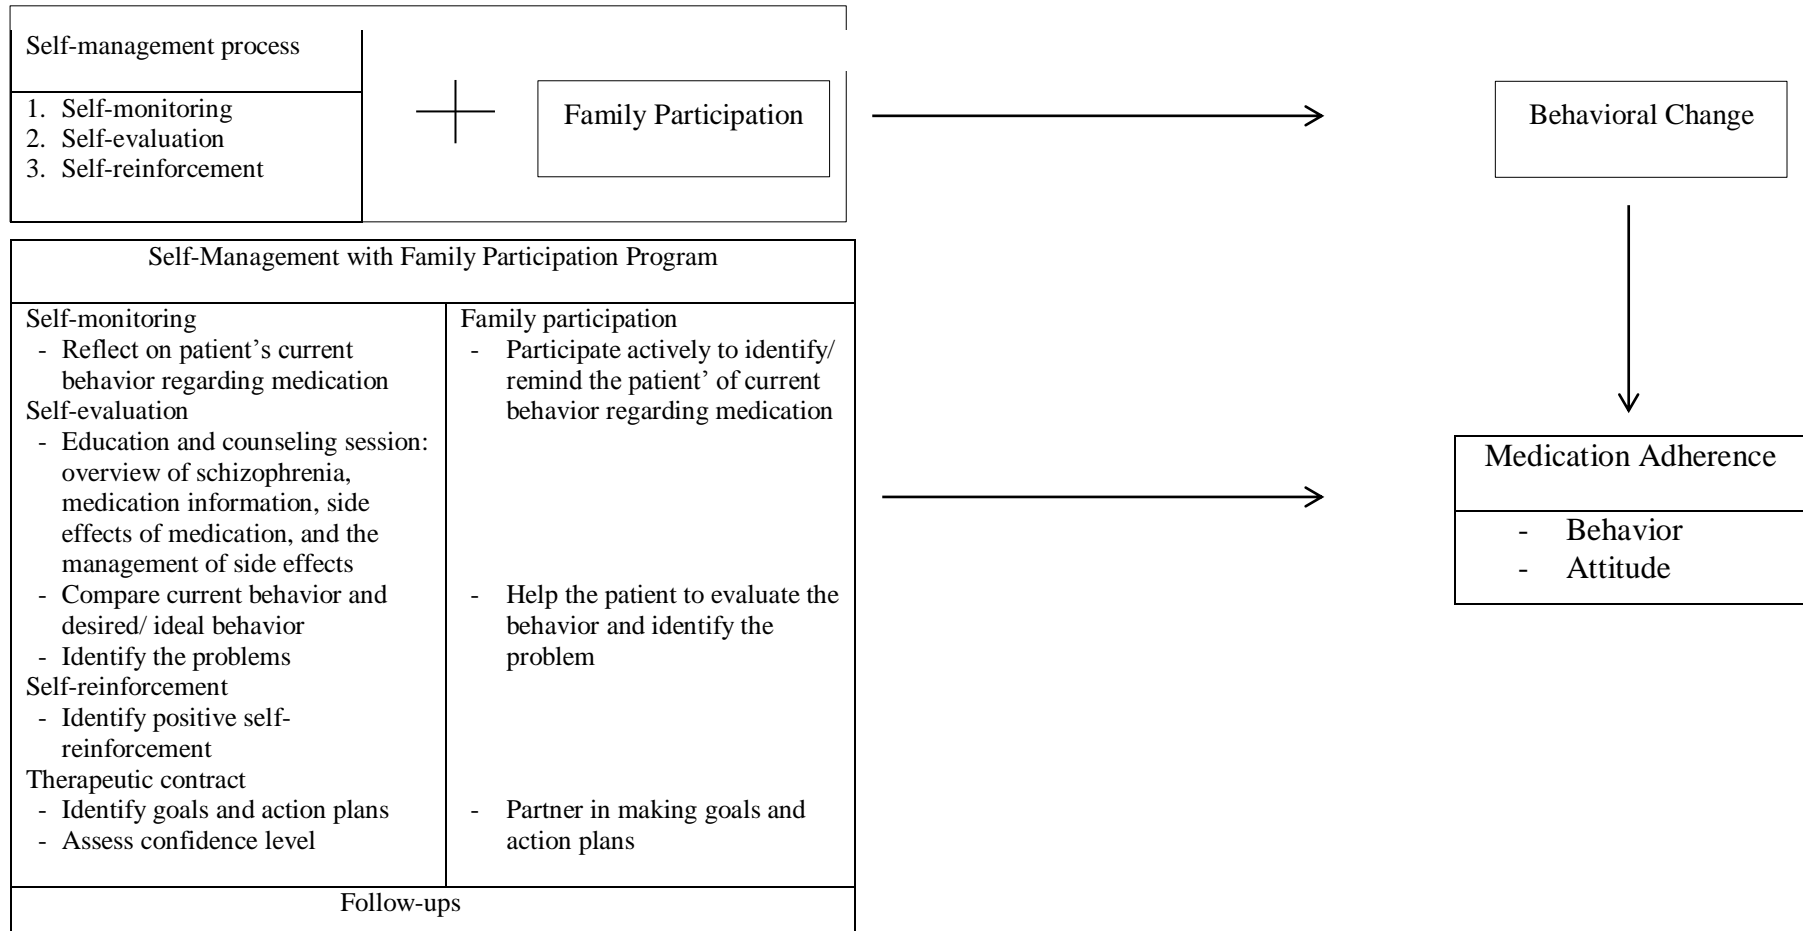 Self-management process
1. Self-monitoring
2. Self-evaluation
3. Self-reinforcement
Family Participation
Behavioral Change
Self-Management with Family Participation Program
Self-monitoring
- Reflect on patient’s current
behavior regarding medication
Self-evaluation
- Education and counseling session:
overview of schizophrenia,
medication information, side
effects of medication, and the
management of side effects
- Compare current behavior and
desired/ ideal behavior
- Identify the problems
Self-reinforcement
- Identify positive self-
reinforcement
Therapeutic contract
- Identify goals and action plans
- Assess confidence level
Family participation
- Participate actively to identify/
remind the patient’ of current
behavior regarding medication
- Help the patient to evaluate the
behavior and identify the
problem
- Partner in making goals and
action plans
Follow-ups
Medication Adherence
- Behavior
- Attitude